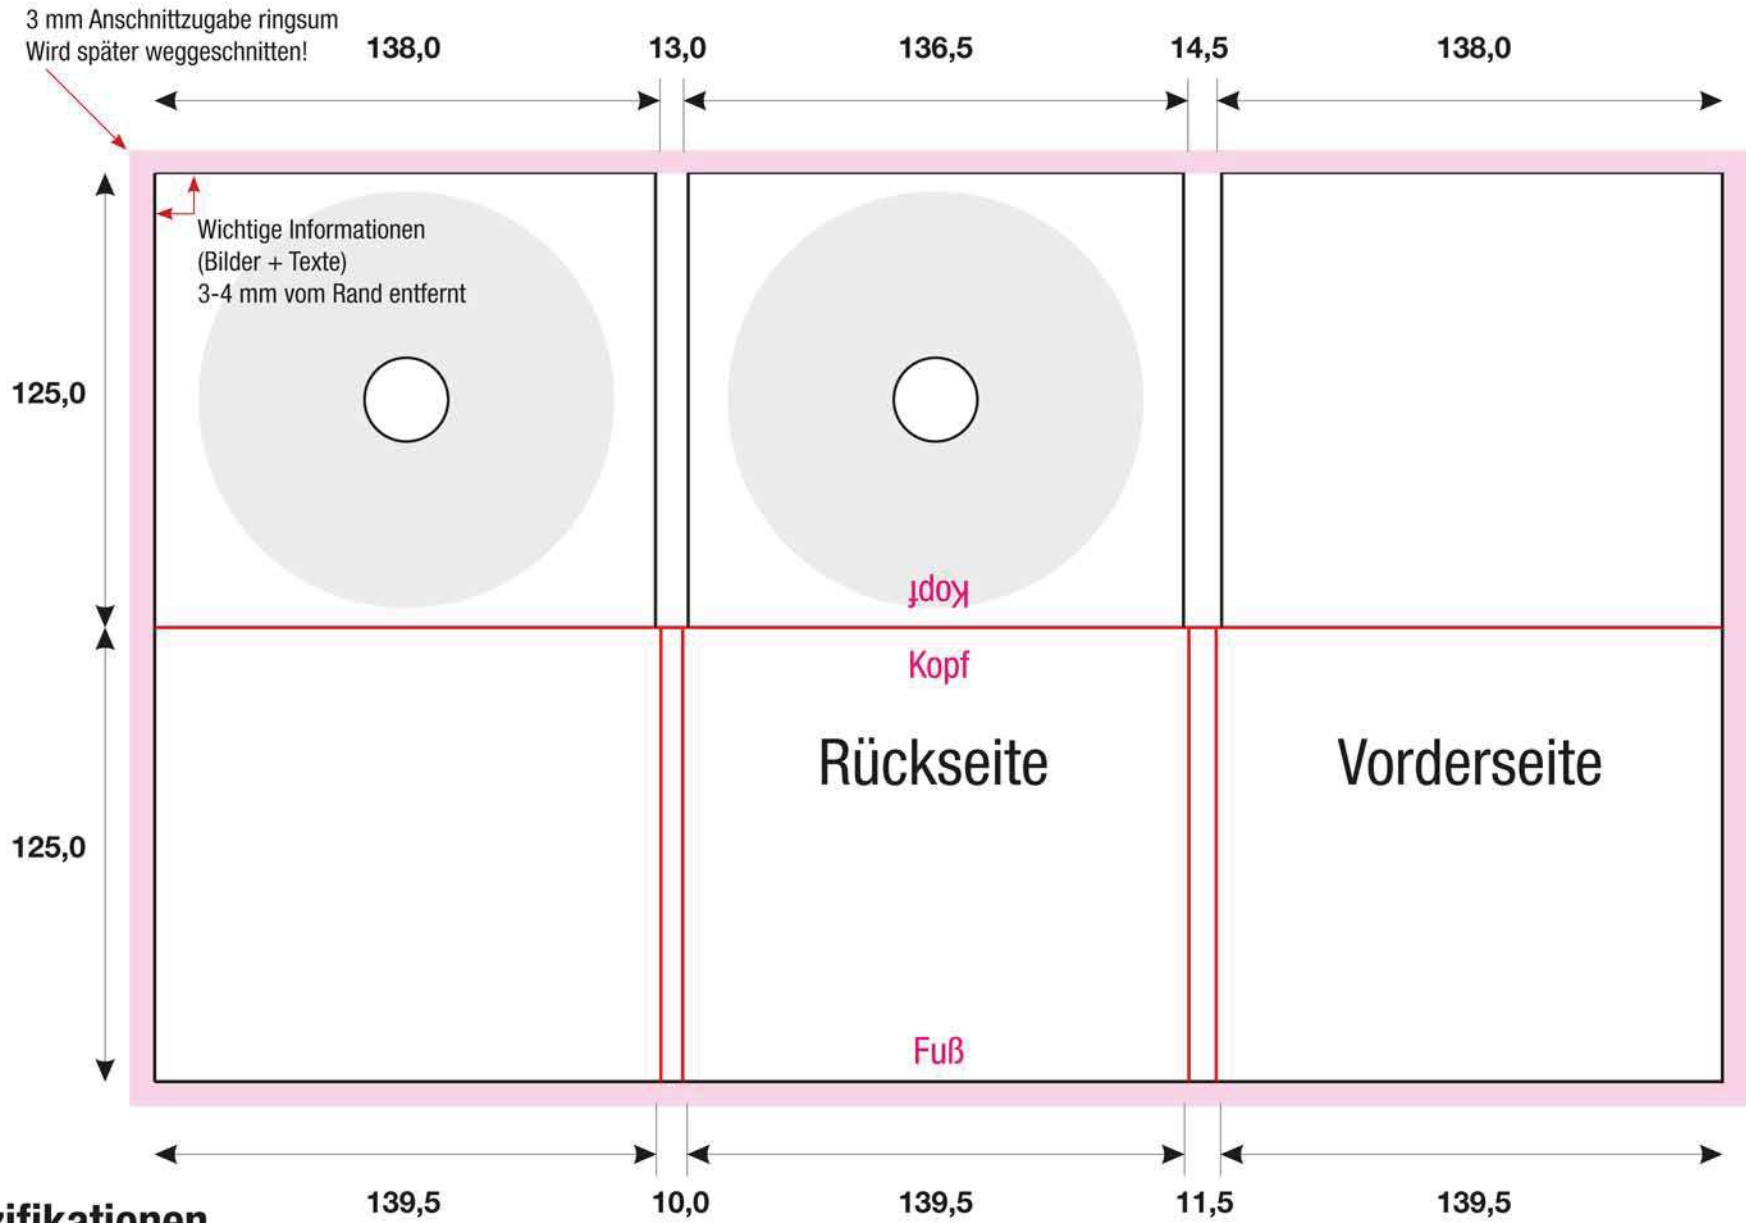 3 mm Anschnittzugabe ringsum
Wird später weggeschnitten!
138,0
13,0
136,5
14,5
138,0
Wichtige Informationen
(Bilder + Texte)
3-4 mm vom Rand entfernt
125,0
Kopf
Kopf
Rückseite
Vorderseite
125,0
Fuß
139,5
10,0
139,5
11,5
139,5